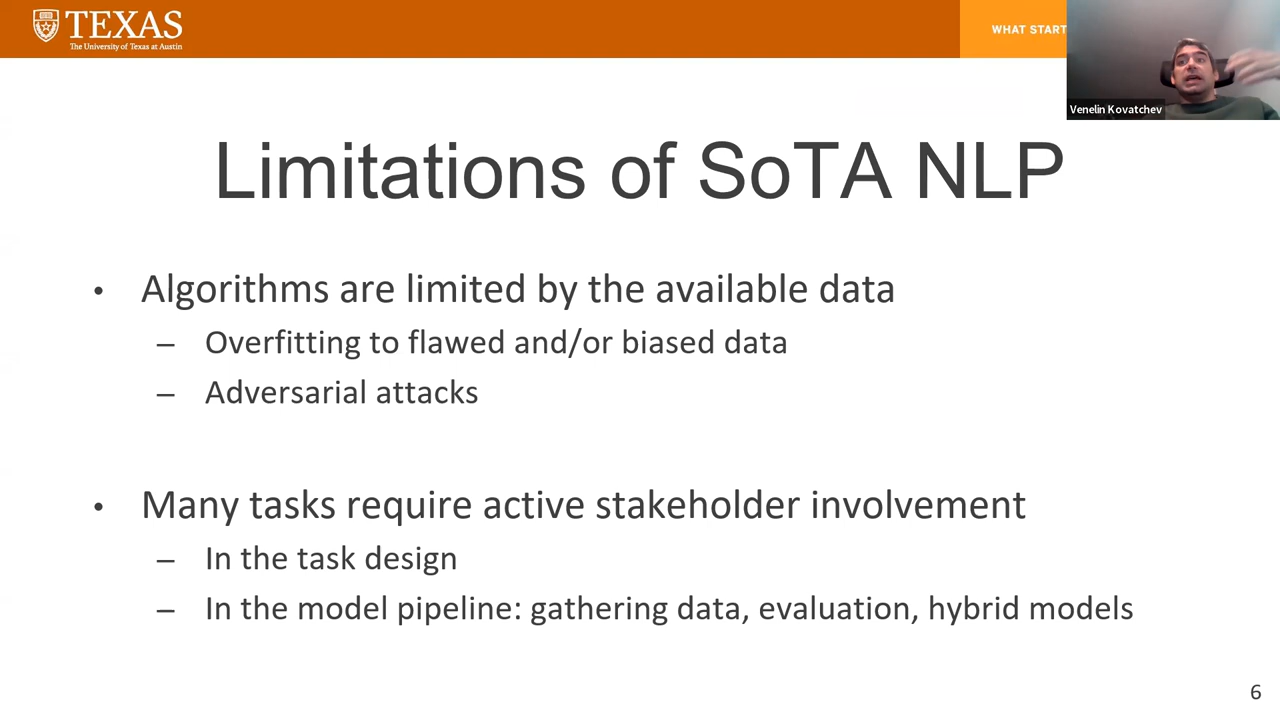 TEXAS
The University of Texas at Austin
WHAT START
Venelin Kovatchev
Limitations of SoTA NLP
• Algorithms are limited by the available data
– Overfitting to flawed and/or biased data
– Adversarial attacks
• Many tasks require active stakeholder involvement
– In the task design
– In the model pipeline: gathering data, evaluation, hybrid models
6